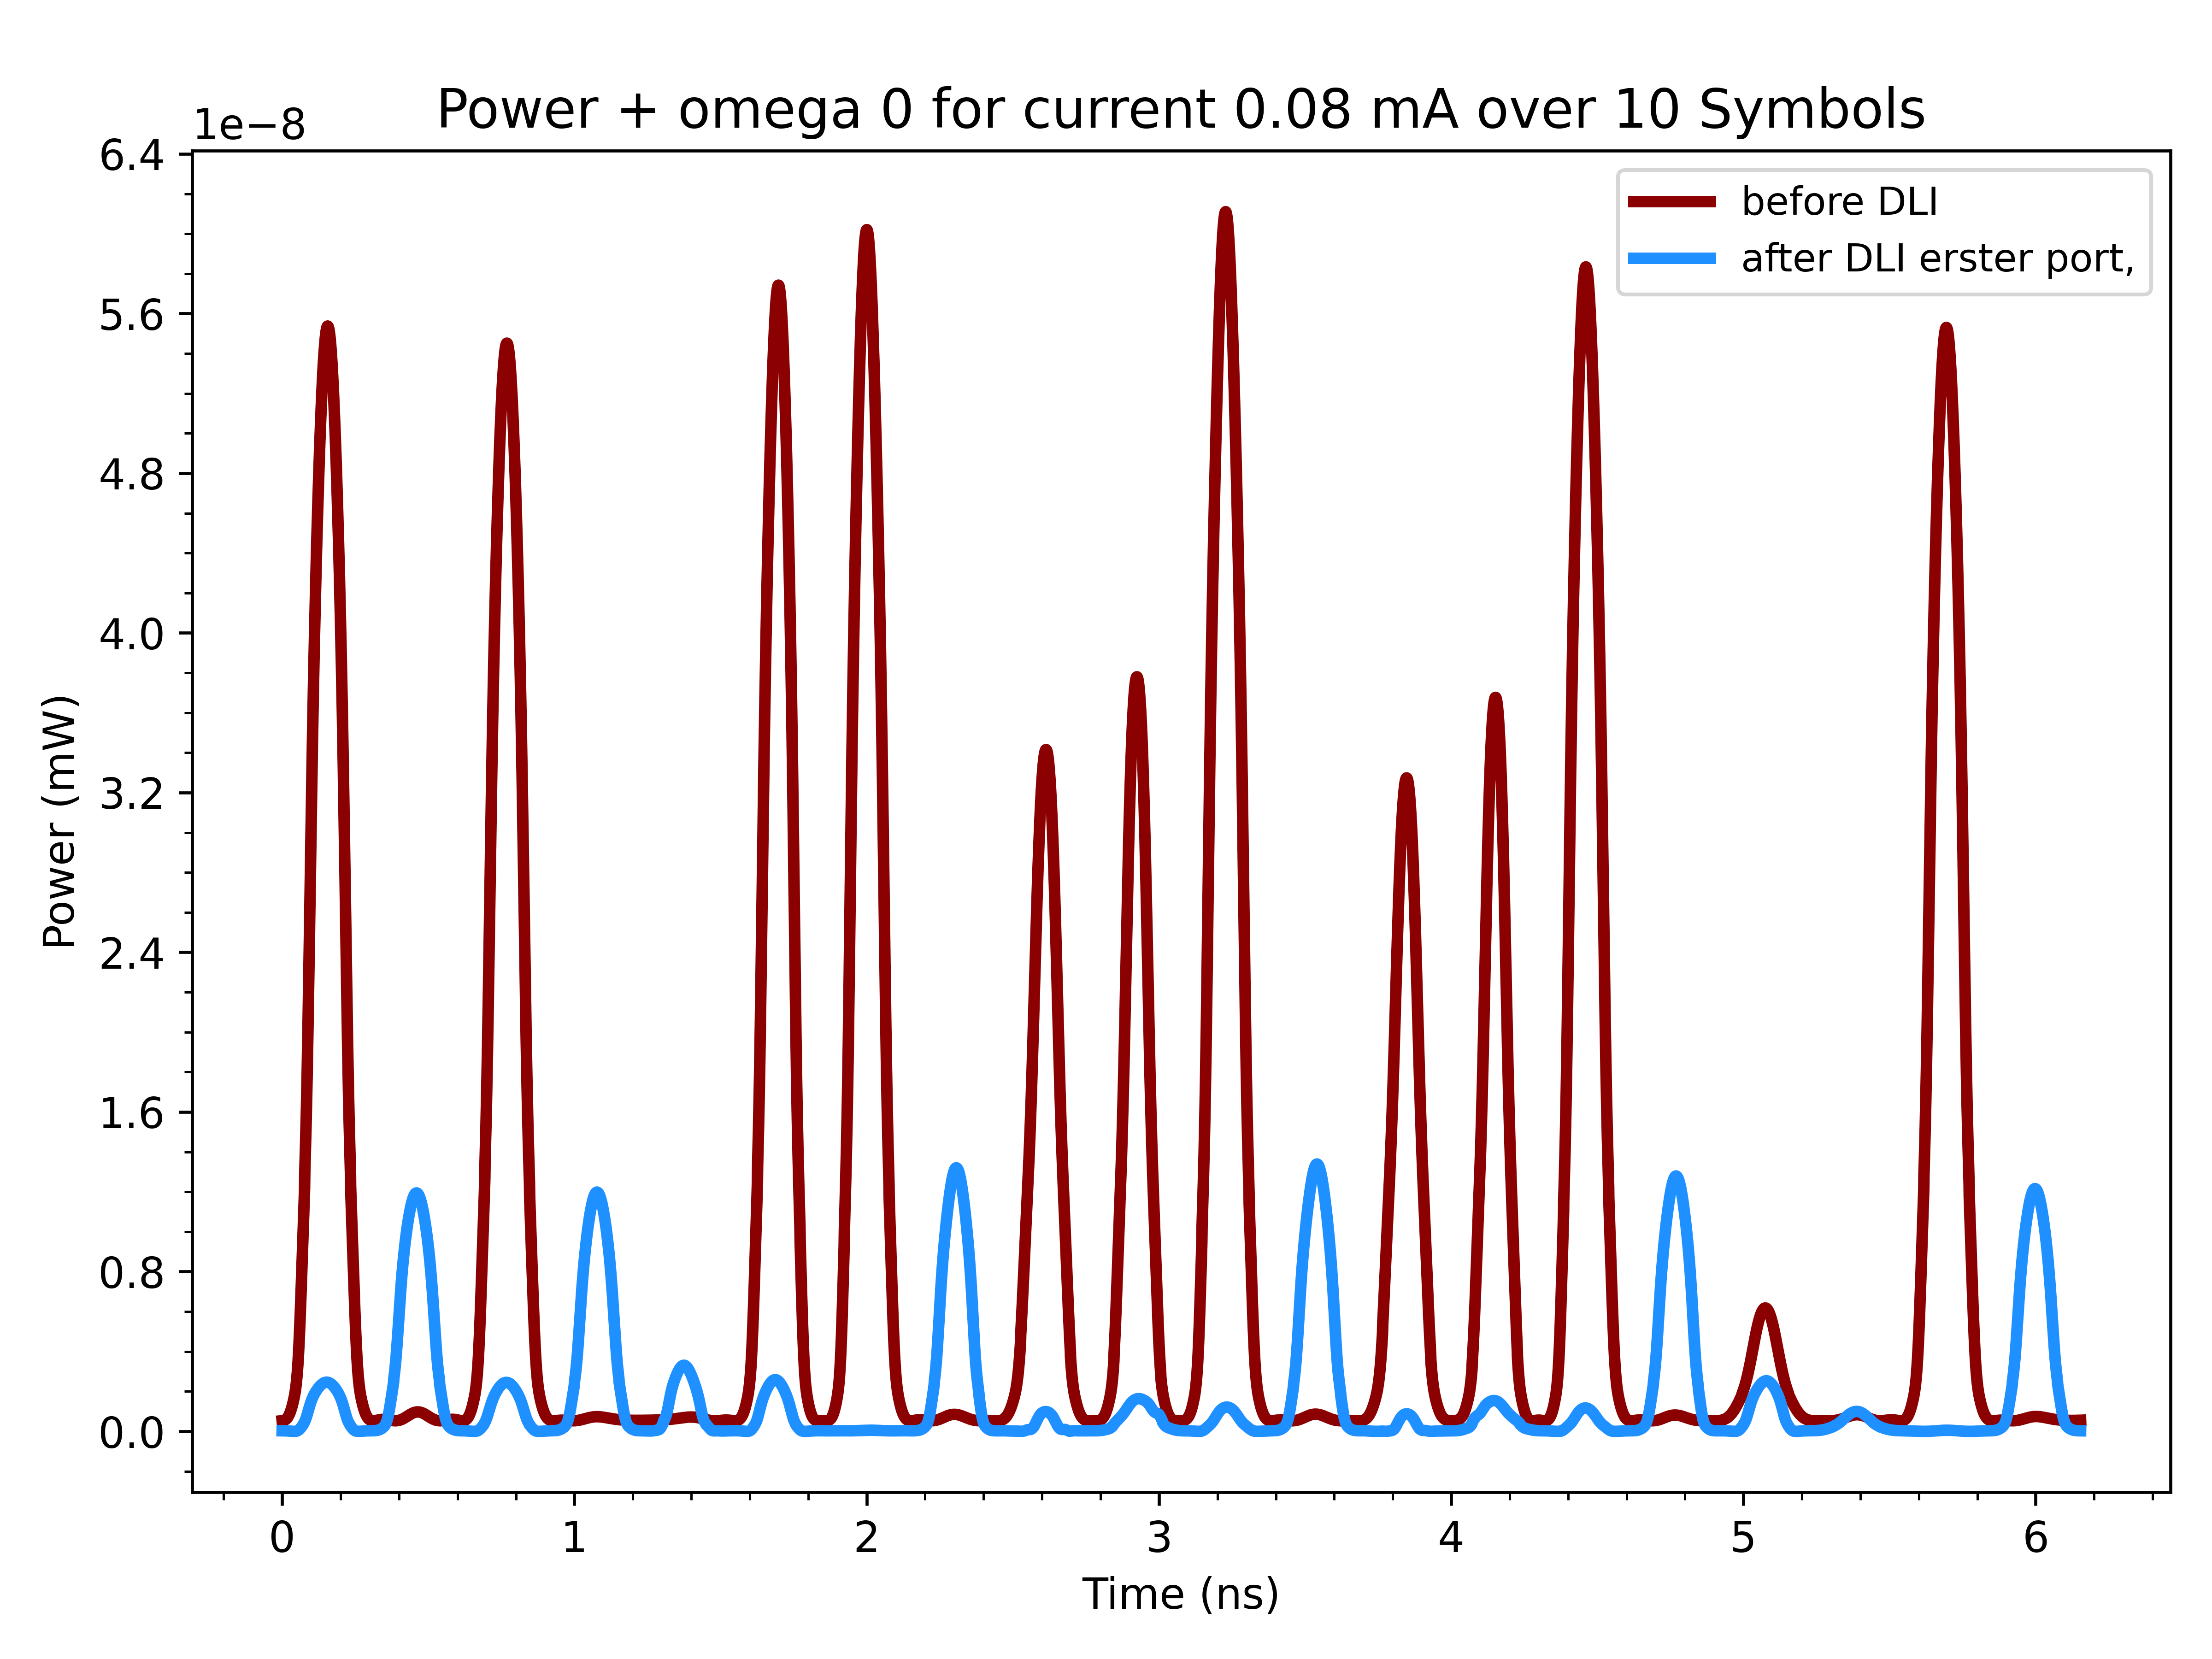 Power + omega 0 for current 0.08 mA over 10 Symbols
1e−8
6.4
5.6
4.8
4.0
3.2
2.4
1.6
0.8
0.0
Power (mW)
before DLI
after DLI erster port,
0 1 2 3 4 5 6
Time (ns)